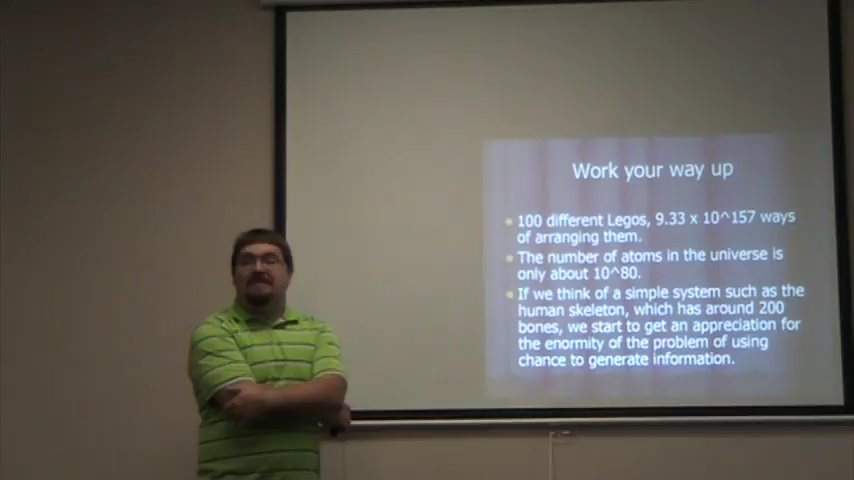 Work your way up
100 different Legos, 9.33 x 10^157 ways
of arranging them.
The number of atoms in the universe is
only about 10^80.
If we think of a simple system such as the
human skeleton, which has around 200
bones, we start to get an appreciation for
the enormity of the problem of using
chance to generate information.